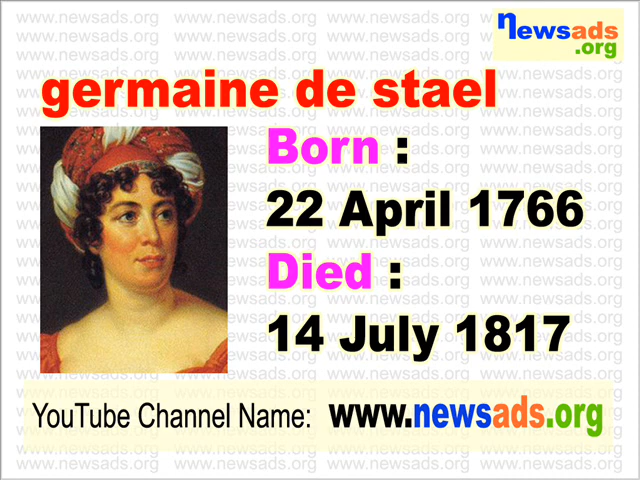 newsads
.org
germaine de stael
Born :
22 April 1766
Died :
14 July 1817
YouTube Channel Name: www.newsads.org